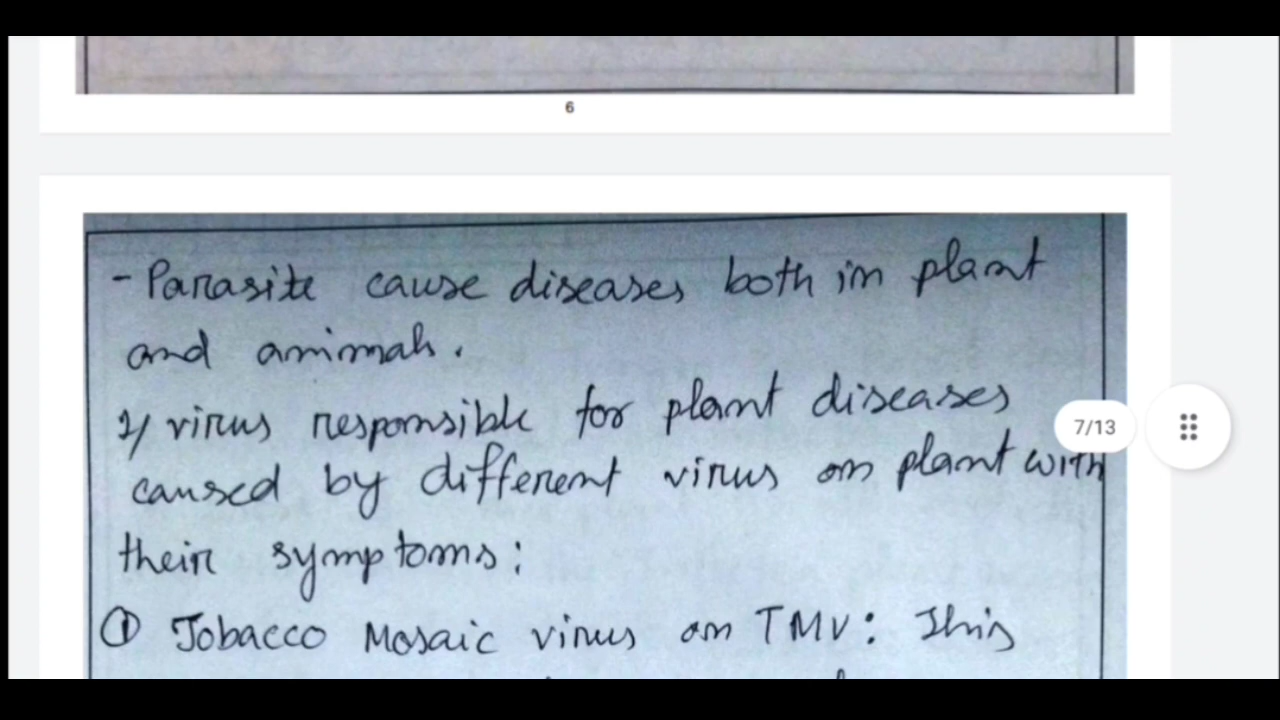 6
- Parasite cause diseases both in plant
and animals.
1/ virus responsible for plant diseases
7/13
caused by different virus on plant with
their symptoms:
① Tobacco Mosaic virus on TMV: This